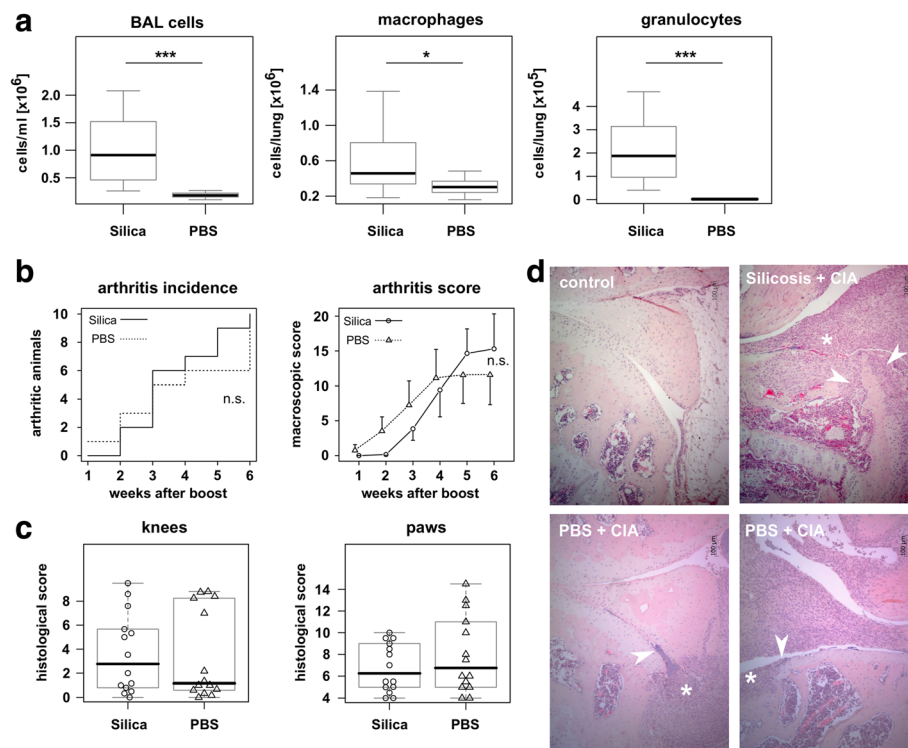 a
BAL cells
***
cells/ml [x10⁶]
2.0
1.5
1.0
0.5
Silica
PBS
macrophages
*
cells/lung [x10⁶]
1.4
1.0
0.6
0.2
Silica
PBS
granulocytes
***
cells/lung [x10⁵]
4
3
2
1
0
Silica
PBS
b
arthritis incidence
Silica
PBS
arthritic animals
10
8
6
4
2
0
n.s.
1 2 3 4 5 6
weeks after boost
arthritis score
Silica
PBS
macroscopic score
20
15
10
5
0
n.s.
1 2 3 4 5 6
weeks after boost
c
knees
histological score
8
6
4
2
0
Silica
PBS
paws
histological score
14
12
10
8
6
4
Silica
PBS
d
control
Silicosis + CIA
*
PBS + CIA
*
PBS + CIA
*